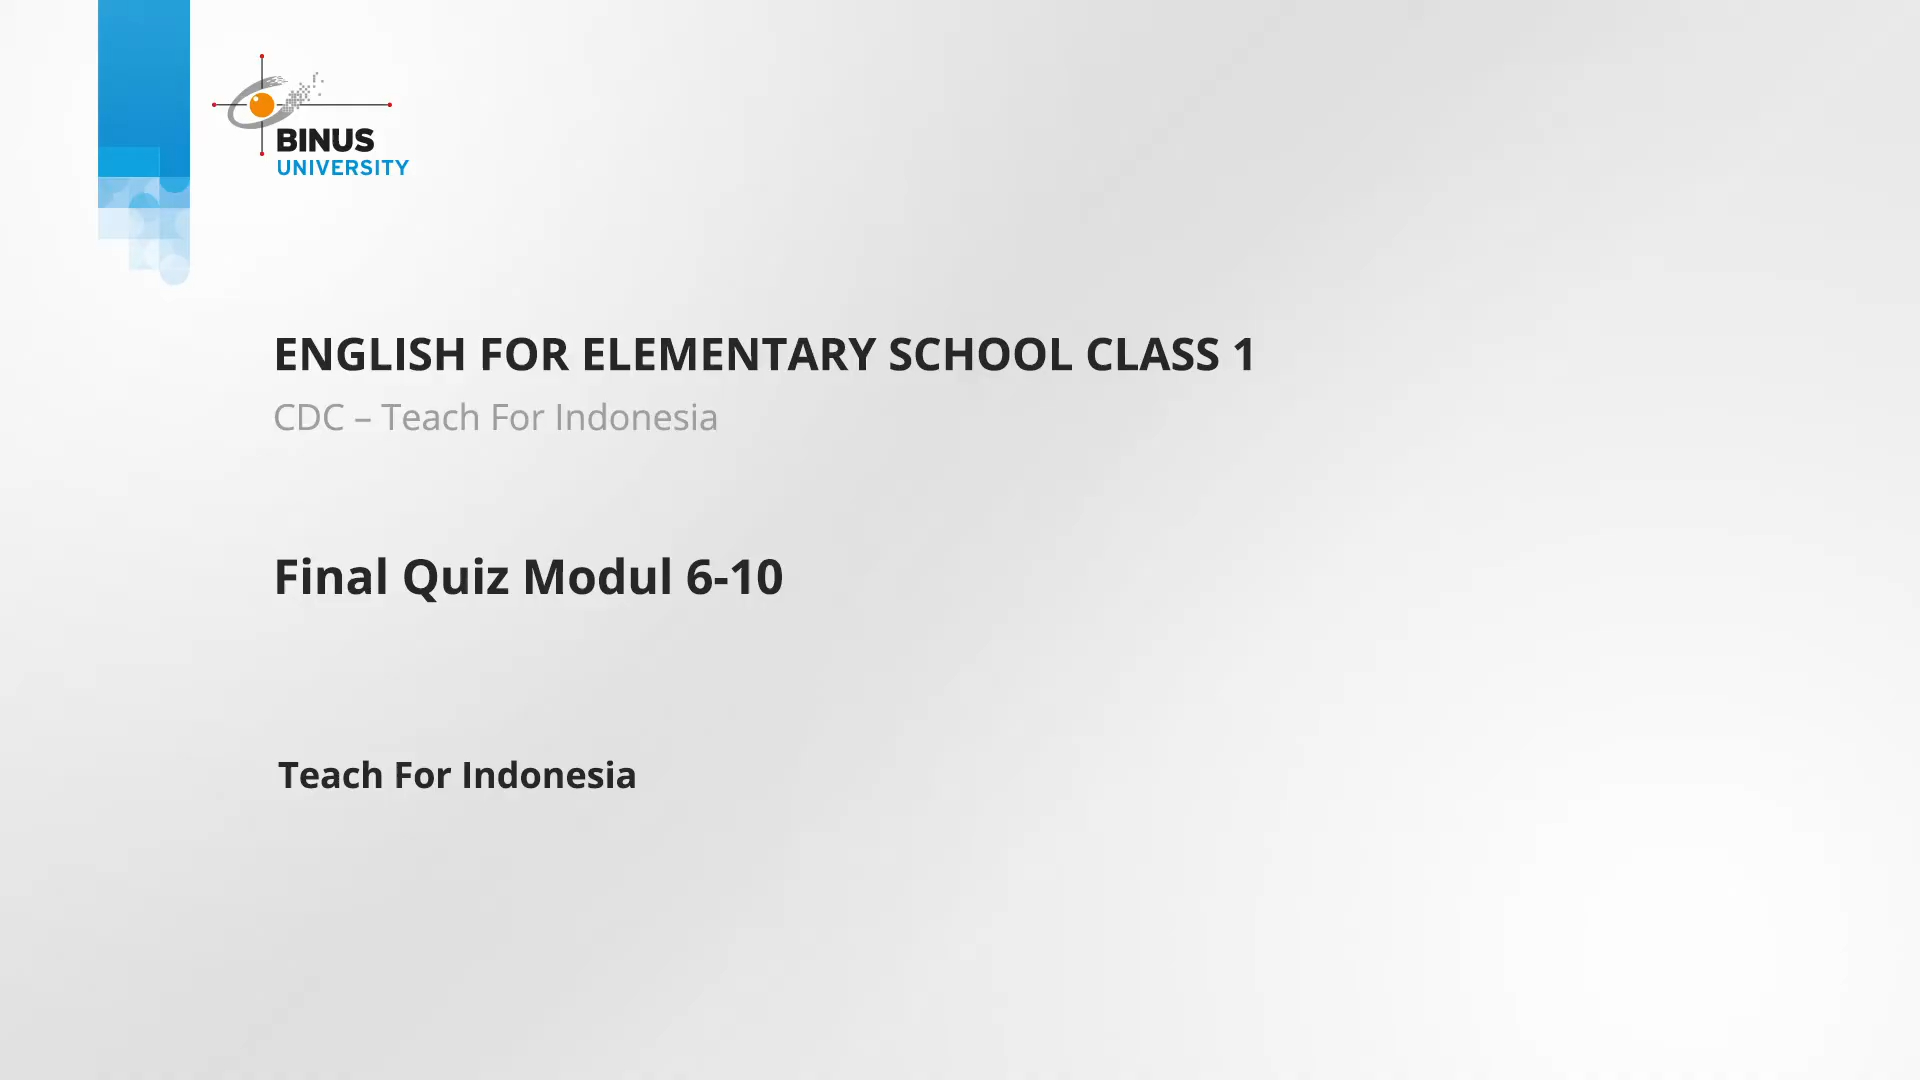 BINUS
UNIVERSITY
ENGLISH FOR ELEMENTARY SCHOOL CLASS 1
CDC – Teach For Indonesia
Final Quiz Modul 6-10
Teach For Indonesia